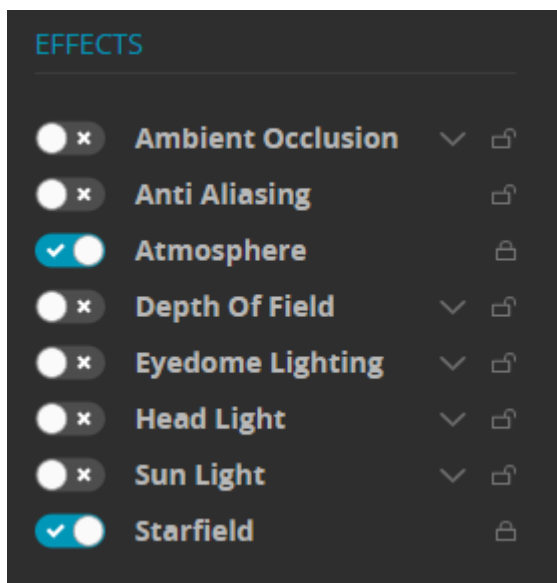 EFFECTS
Ambient Occlusion
Anti Aliasing
Atmosphere
Depth Of Field
Eyedome Lighting
Head Light
Sun Light
Starfield